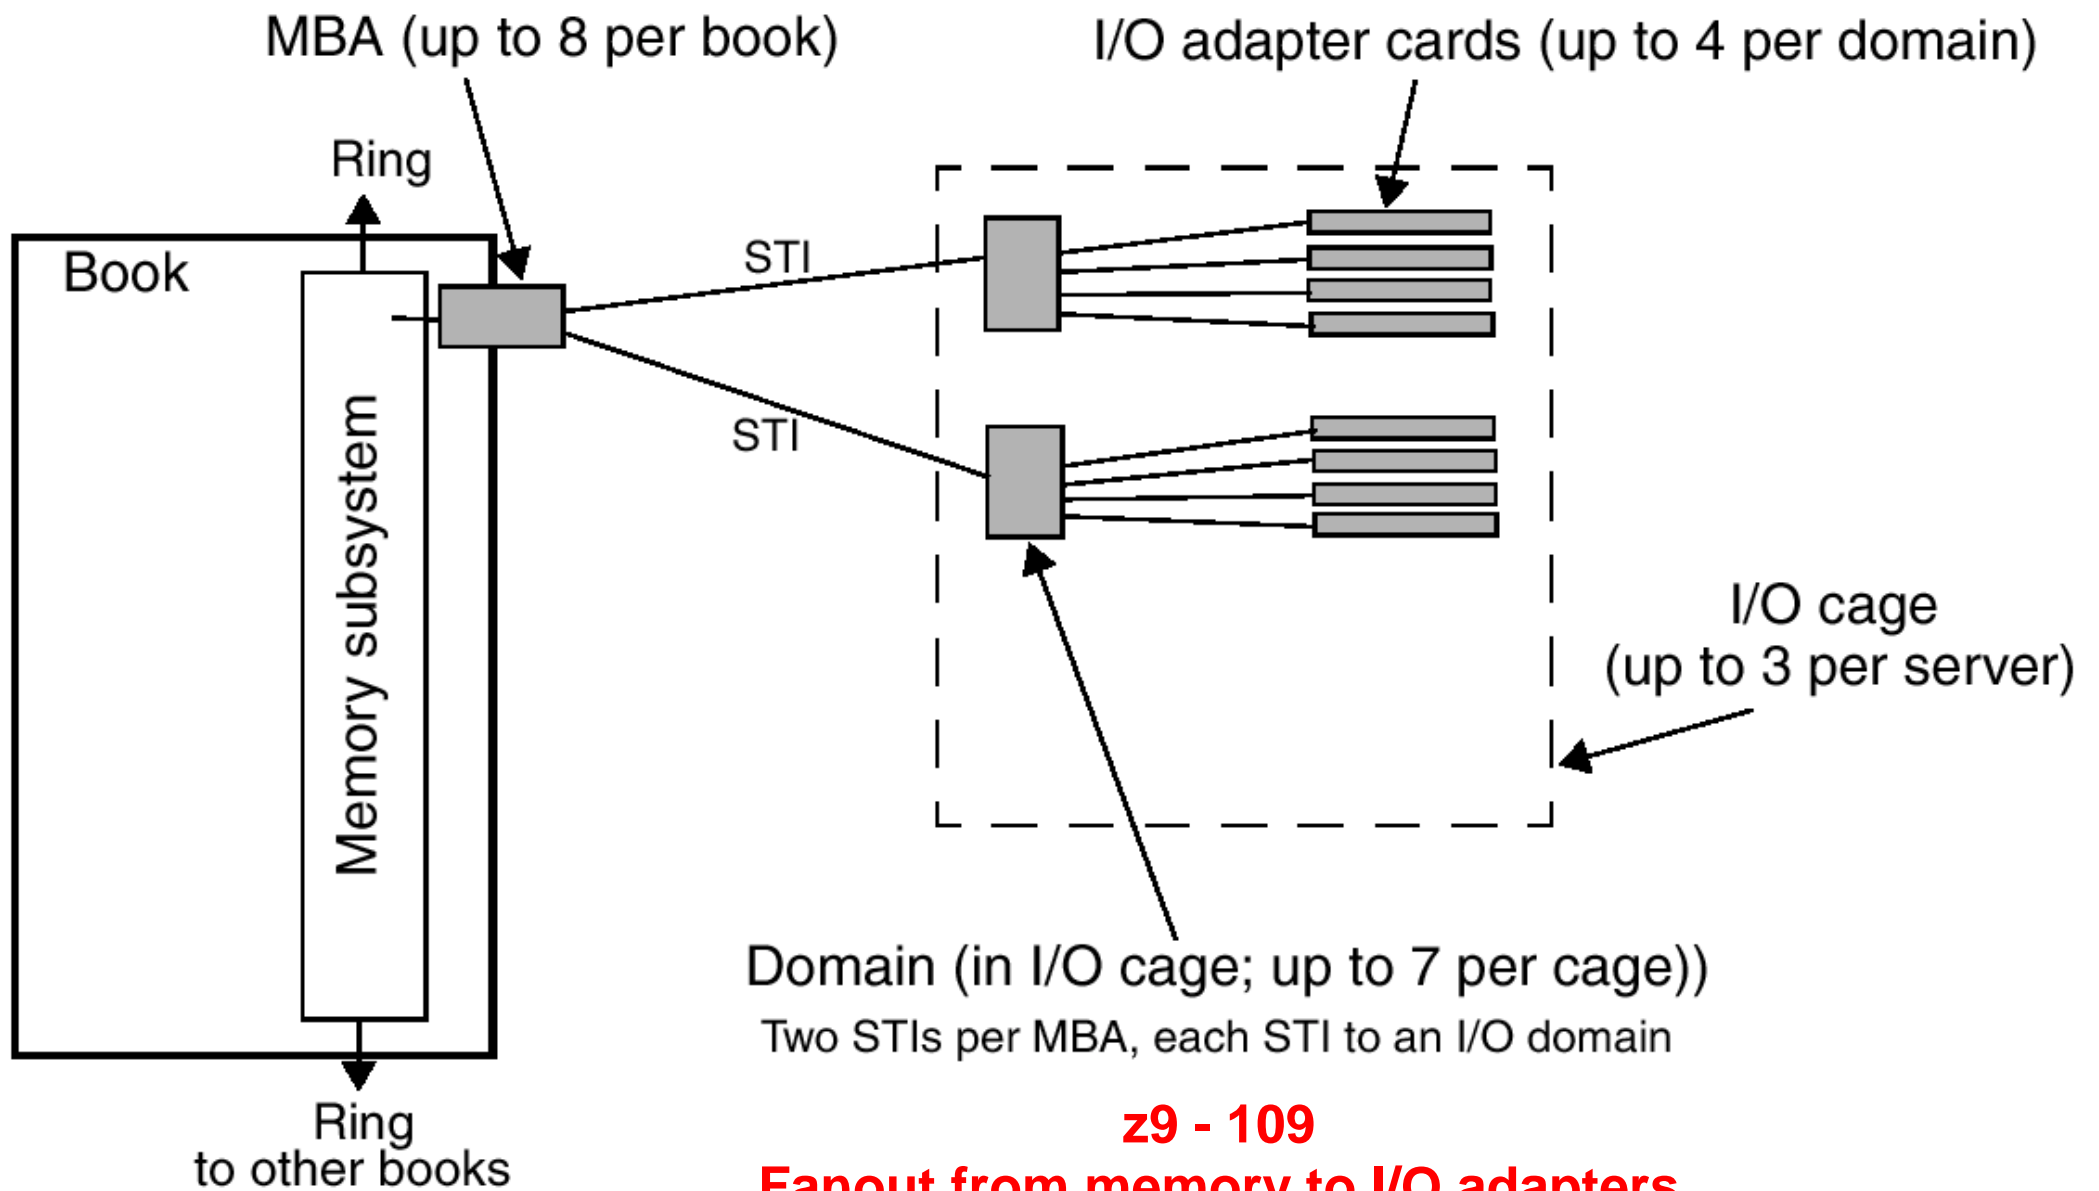 MBA (up to 8 per book)
I/O adapter cards (up to 4 per domain)
Ring
Book
STI
STI
Memory subsystem
I/O cage
(up to 3 per server)
Domain (in I/O cage; up to 7 per cage))
Two STIs per MBA, each STI to an I/O domain
Ring
to other books
z9 - 109
Fanout from memory to I/O adapters